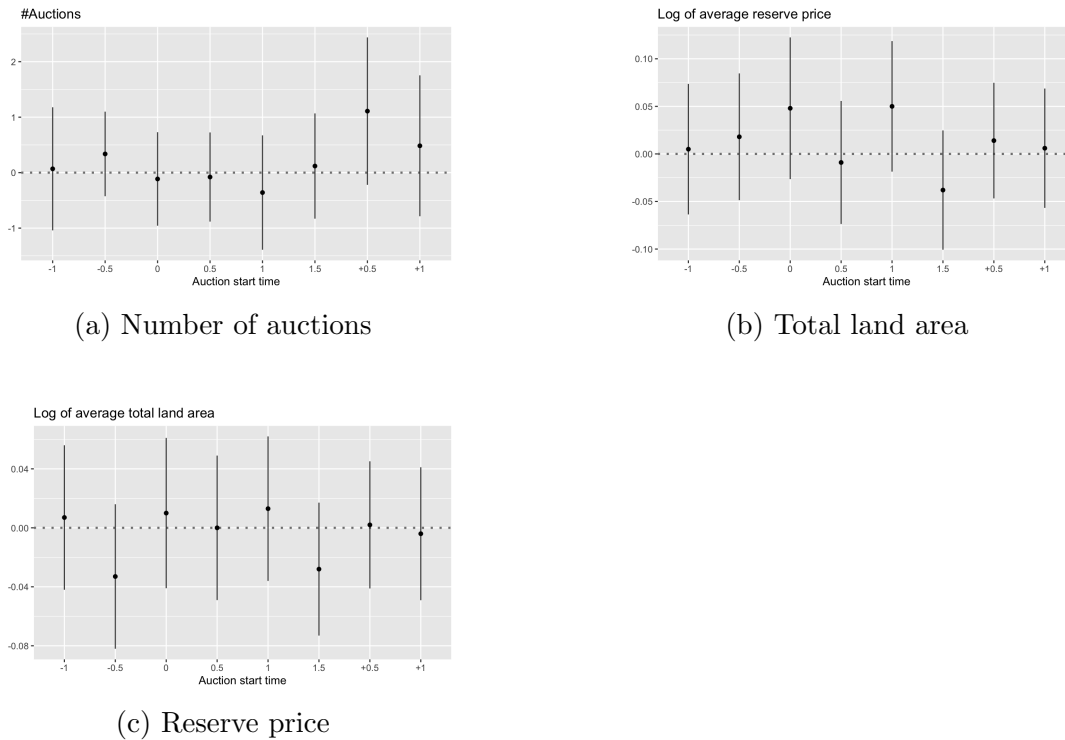 #Auctions
2
1
0
-1
-1 -0.5 0 0.5 1 1.5 +0.5 +1
Auction start time
(a) Number of auctions
Log of average reserve price
0.10
0.05
0.00
-0.05
-0.10
-1 -0.5 0 0.5 1 1.5 +0.5 +1
Auction start time
(b) Total land area
Log of average total land area
0.04
0.00
-0.04
-0.08
-1 -0.5 0 0.5 1 1.5 +0.5 +1
Auction start time
(c) Reserve price